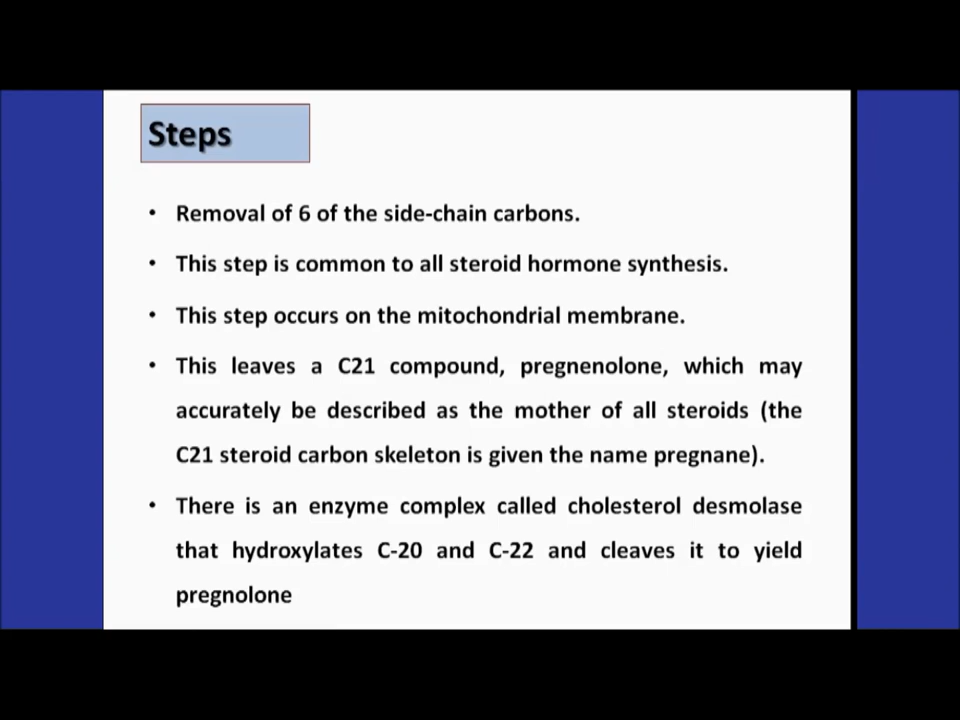 Steps
• Removal of 6 of the side-chain carbons.
• This step is common to all steroid hormone synthesis.
• This step occurs on the mitochondrial membrane.
• This leaves a C21 compound, pregnenolone, which may
accurately be described as the mother of all steroids (the
C21 steroid carbon skeleton is given the name pregnane).
• There is an enzyme complex called cholesterol desmolase
that hydroxylates C-20 and C-22 and cleaves it to yield
pregnolone